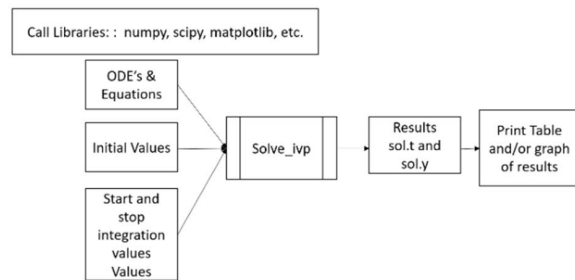 Call Libraries: : numpy, scipy, matplotlib, etc.
ODE's &
Equations
Initial Values
Start and
stop
integration
values
Values
Solve_ivp
Results
sol.t and
sol.y
Print Table
and/or graph
of results